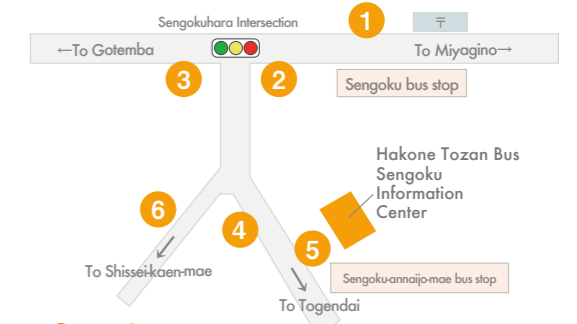 Sengokuhara Intersection
1
〒
←To Gotemba
To Miyagino→
3
2
Sengoku bus stop
Hakone Tozan Bus
Sengoku
Information
Center
6
4
5
To Shissei-kaen-mae
Sengoku-annaijo-mae bus stop
To Togendai